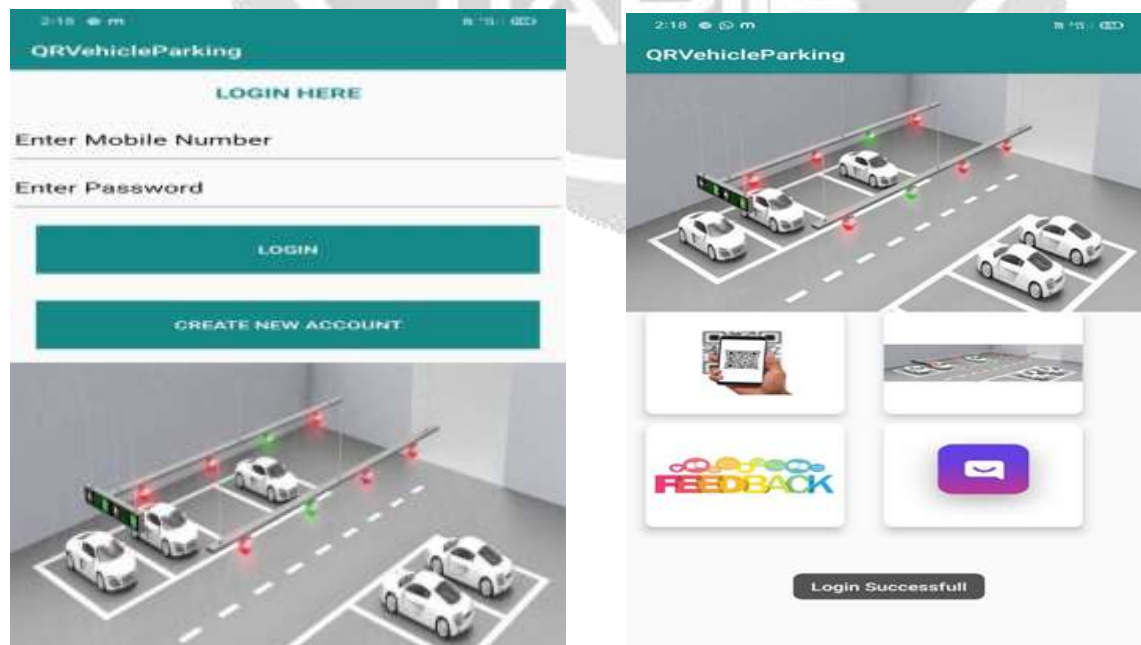 2:18
QRVehicleParking
LOGIN HERE
Enter Mobile Number
Enter Password
LOGIN
CREATE NEW ACCOUNT
2:18
QRVehicleParking
FEEDBACK
Login Successfull